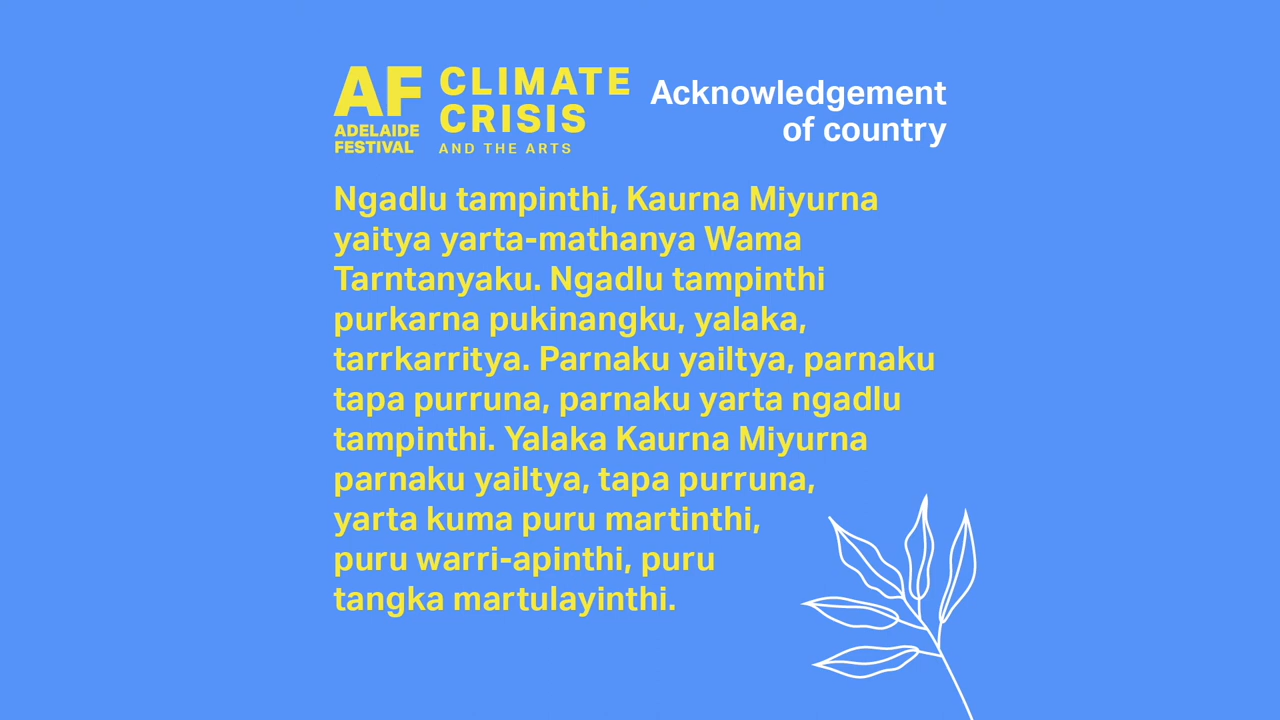 AF
ADELAIDE
FESTIVAL
CLIMATE
CRISIS
AND THE ARTS
Acknowledgement
of country
Ngadlu tampinthi, Kaurna Miyurna
yaitya yarta-mathanya Wama
Tarntanyaku. Ngadlu tampinthi
purkarna pukinangku, yalaka,
tarrkarritya. Parnaku yailtya, parnaku
tapa purruna, parnaku yarta ngadlu
tampinthi. Yalaka Kaurna Miyurna
parnaku yailtya, tapa purruna,
yarta kuma puru martinthi,
puru warri-apinthi, puru
tangka martulayinthi.